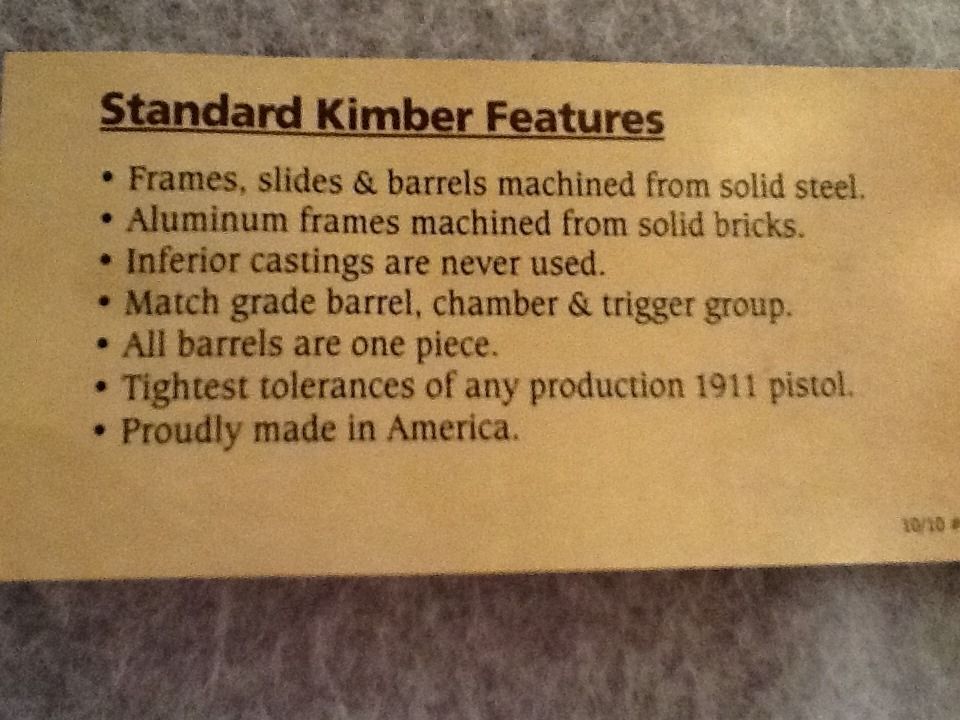 Standard Kimber Features
• Frames, slides & barrels machined from solid steel.
• Aluminum frames machined from solid bricks.
• Inferior castings are never used.
• Match grade barrel, chamber & trigger group.
• All barrels are one piece.
• Tightest tolerances of any production 1911 pistol.
• Proudly made in America.
10/10 #